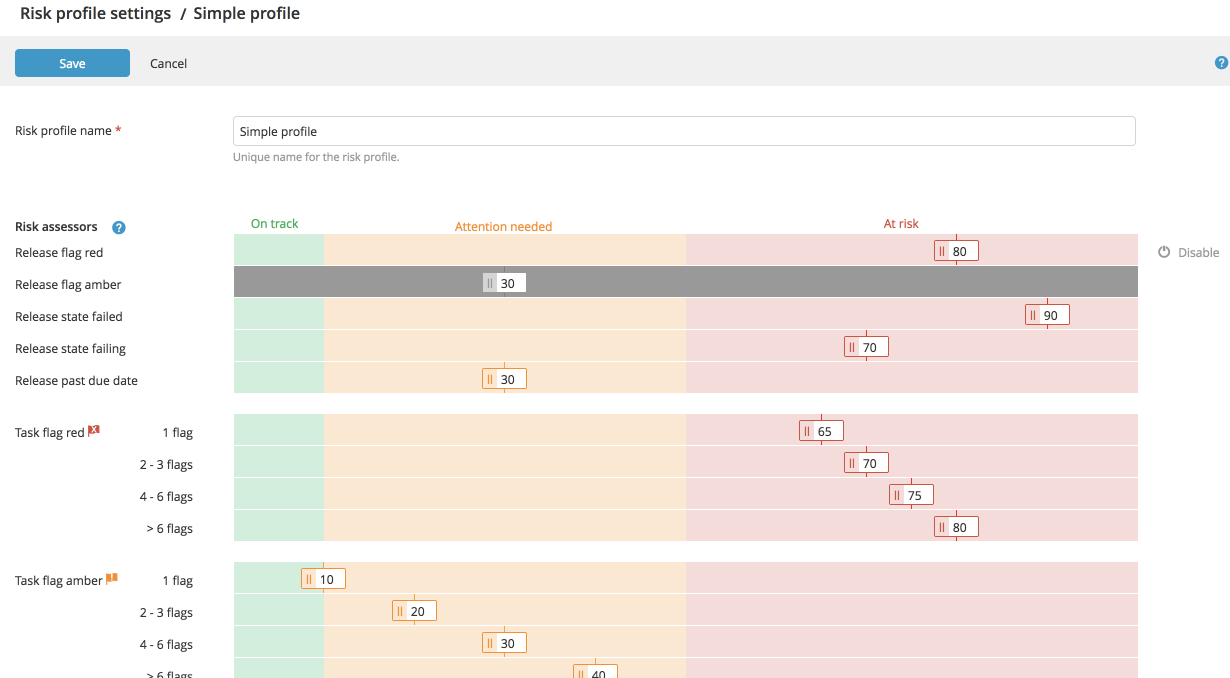 Risk profile settings / Simple profile
Save Cancel ?
Risk profile name *
Simple profile
Unique name for the risk profile.
Risk assessors ? On track Attention needed At risk
Release flag red 80 Disable
Release flag amber 30
Release state failed 90
Release state failing 70
Release past due date 30
Task flag red X 1 flag 65
2 - 3 flags 70
4 - 6 flags 75
> 6 flags 80
Task flag amber ! 1 flag 10
2 - 3 flags 20
4 - 6 flags 30
> 6 flags 40